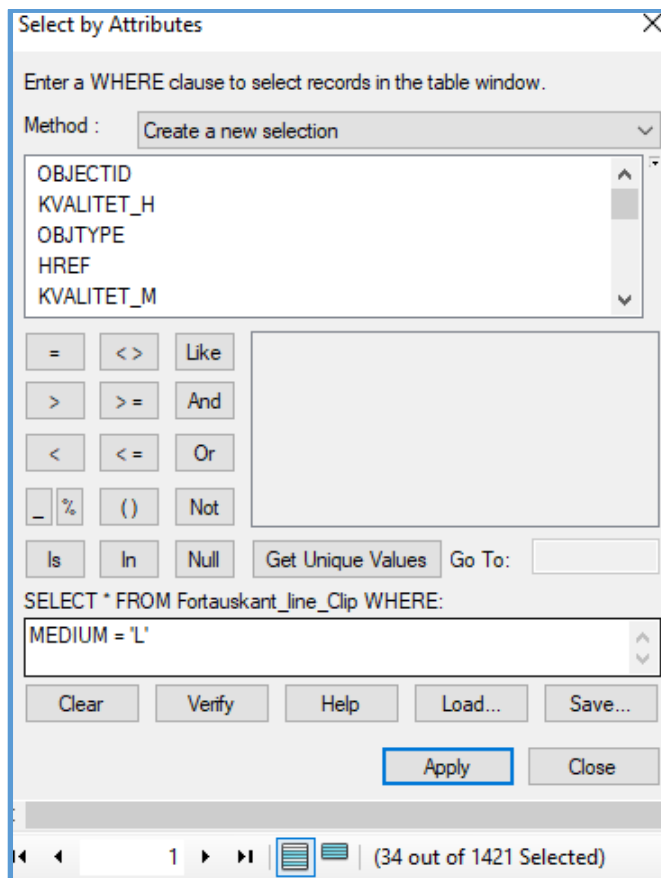 Select by Attributes
Enter a WHERE clause to select records in the table window.
Method : Create a new selection
OBJECTID
KVALITET_H
OBJTYPE
HREF
KVALITET_M
= < > Like
> > = And
< < = Or
_ % ( ) Not
Is In Null Get Unique Values Go To:
SELECT * FROM Fortauskant_line_Clip WHERE:
MEDIUM = 'L'
Clear Verify Help Load... Save...
Apply Close
1 (34 out of 1421 Selected)